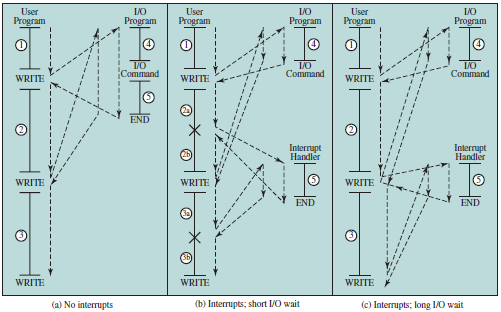 User Program
I/O Program
1
4
WRITE
I/O Command
5
2
END
WRITE
3
WRITE
(a) No interrupts
User Program
I/O Program
1
4
WRITE
I/O Command
2a
2b
Interrupt Handler
5
WRITE
END
3a
3b
WRITE
(b) Interrupts; short I/O wait
User Program
I/O Program
1
4
WRITE
I/O Command
2
Interrupt Handler
5
WRITE
END
3
WRITE
(c) Interrupts; long I/O wait